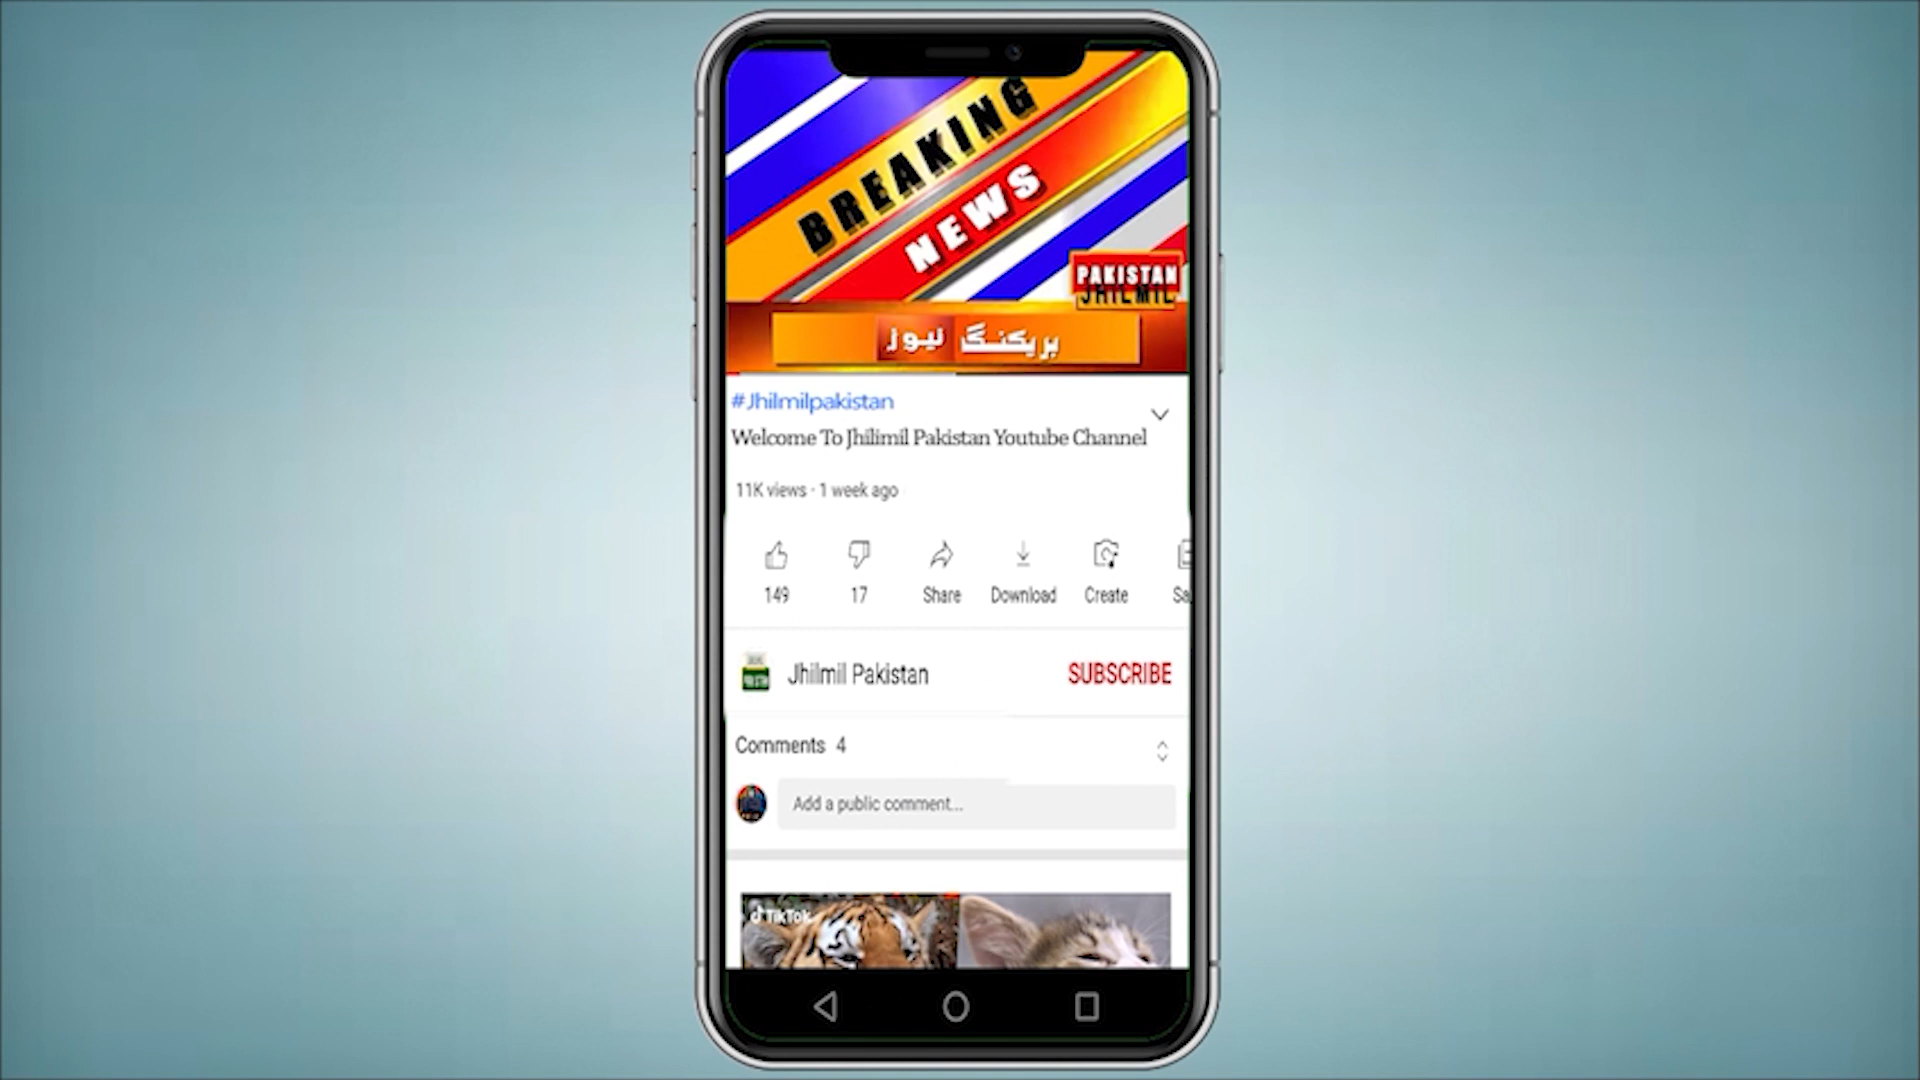 BREAKING
NEWS
PAKISTAN
JHILMIL
بریکنگ نیوز
#Jhilmilpakistan
Welcome To Jhilimil Pakistan Youtube Channel
11K views · 1 week ago
149
17
Share
Download
Create
Sa
Jhilmil Pakistan
SUBSCRIBE
Comments 4
Add a public comment...
TikTok